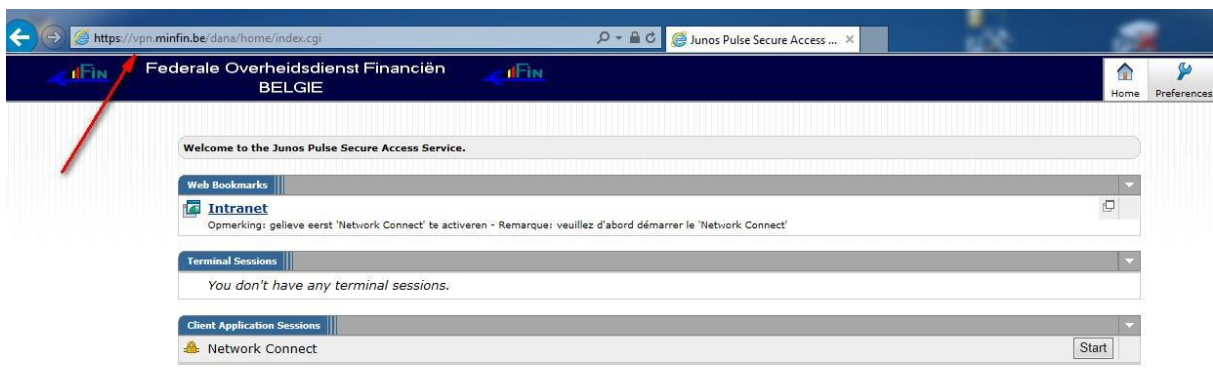 https://vpn.minfin.be/dana/home/index.cgi
Junos Pulse Secure Access ...
Fin
Federale Overheidsdienst Financiën
BELGIE
Fin
Home
Preferences
Welcome to the Junos Pulse Secure Access Service.
Web Bookmarks
Intranet
Opmerking: gelieve eerst 'Network Connect' te activeren - Remarque: veuillez d'abord démarrer le 'Network Connect'
Terminal Sessions
You don't have any terminal sessions.
Client Application Sessions
Network Connect
Start